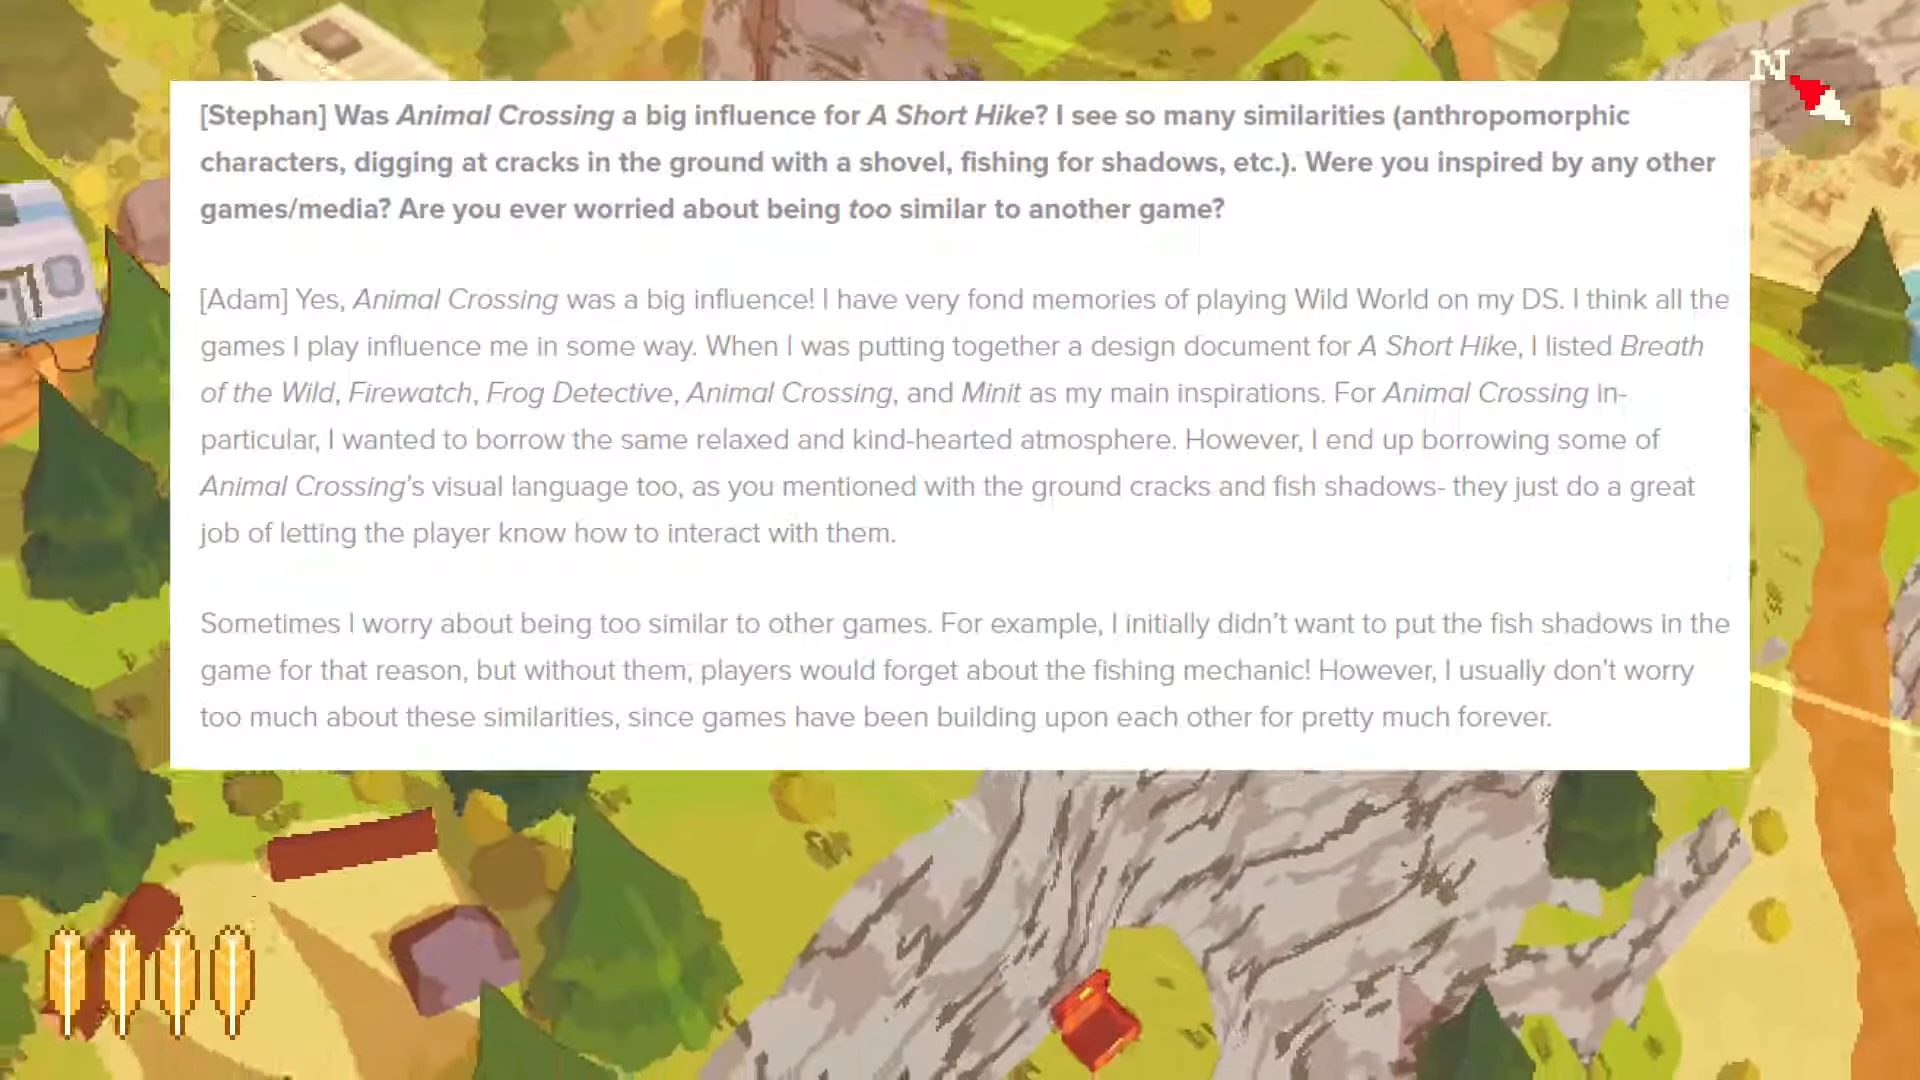 N
[Stephan] Was Animal Crossing a big influence for A Short Hike? I see so many similarities (anthropomorphic
characters, digging at cracks in the ground with a shovel, fishing for shadows, etc.). Were you inspired by any other
games/media? Are you ever worried about being too similar to another game?
[Adam] Yes, Animal Crossing was a big influence! I have very fond memories of playing Wild World on my DS. I think all the
games I play influence me in some way. When I was putting together a design document for A Short Hike, I listed Breath
of the Wild, Firewatch, Frog Detective, Animal Crossing, and Minit as my main inspirations. For Animal Crossing in-
particular, I wanted to borrow the same relaxed and kind-hearted atmosphere. However, I end up borrowing some of
Animal Crossing's visual language too, as you mentioned with the ground cracks and fish shadows- they just do a great
job of letting the player know how to interact with them.
Sometimes I worry about being too similar to other games. For example, I initially didn't want to put the fish shadows in the
game for that reason, but without them, players would forget about the fishing mechanic! However, I usually don't worry
too much about these similarities, since games have been building upon each other for pretty much forever.